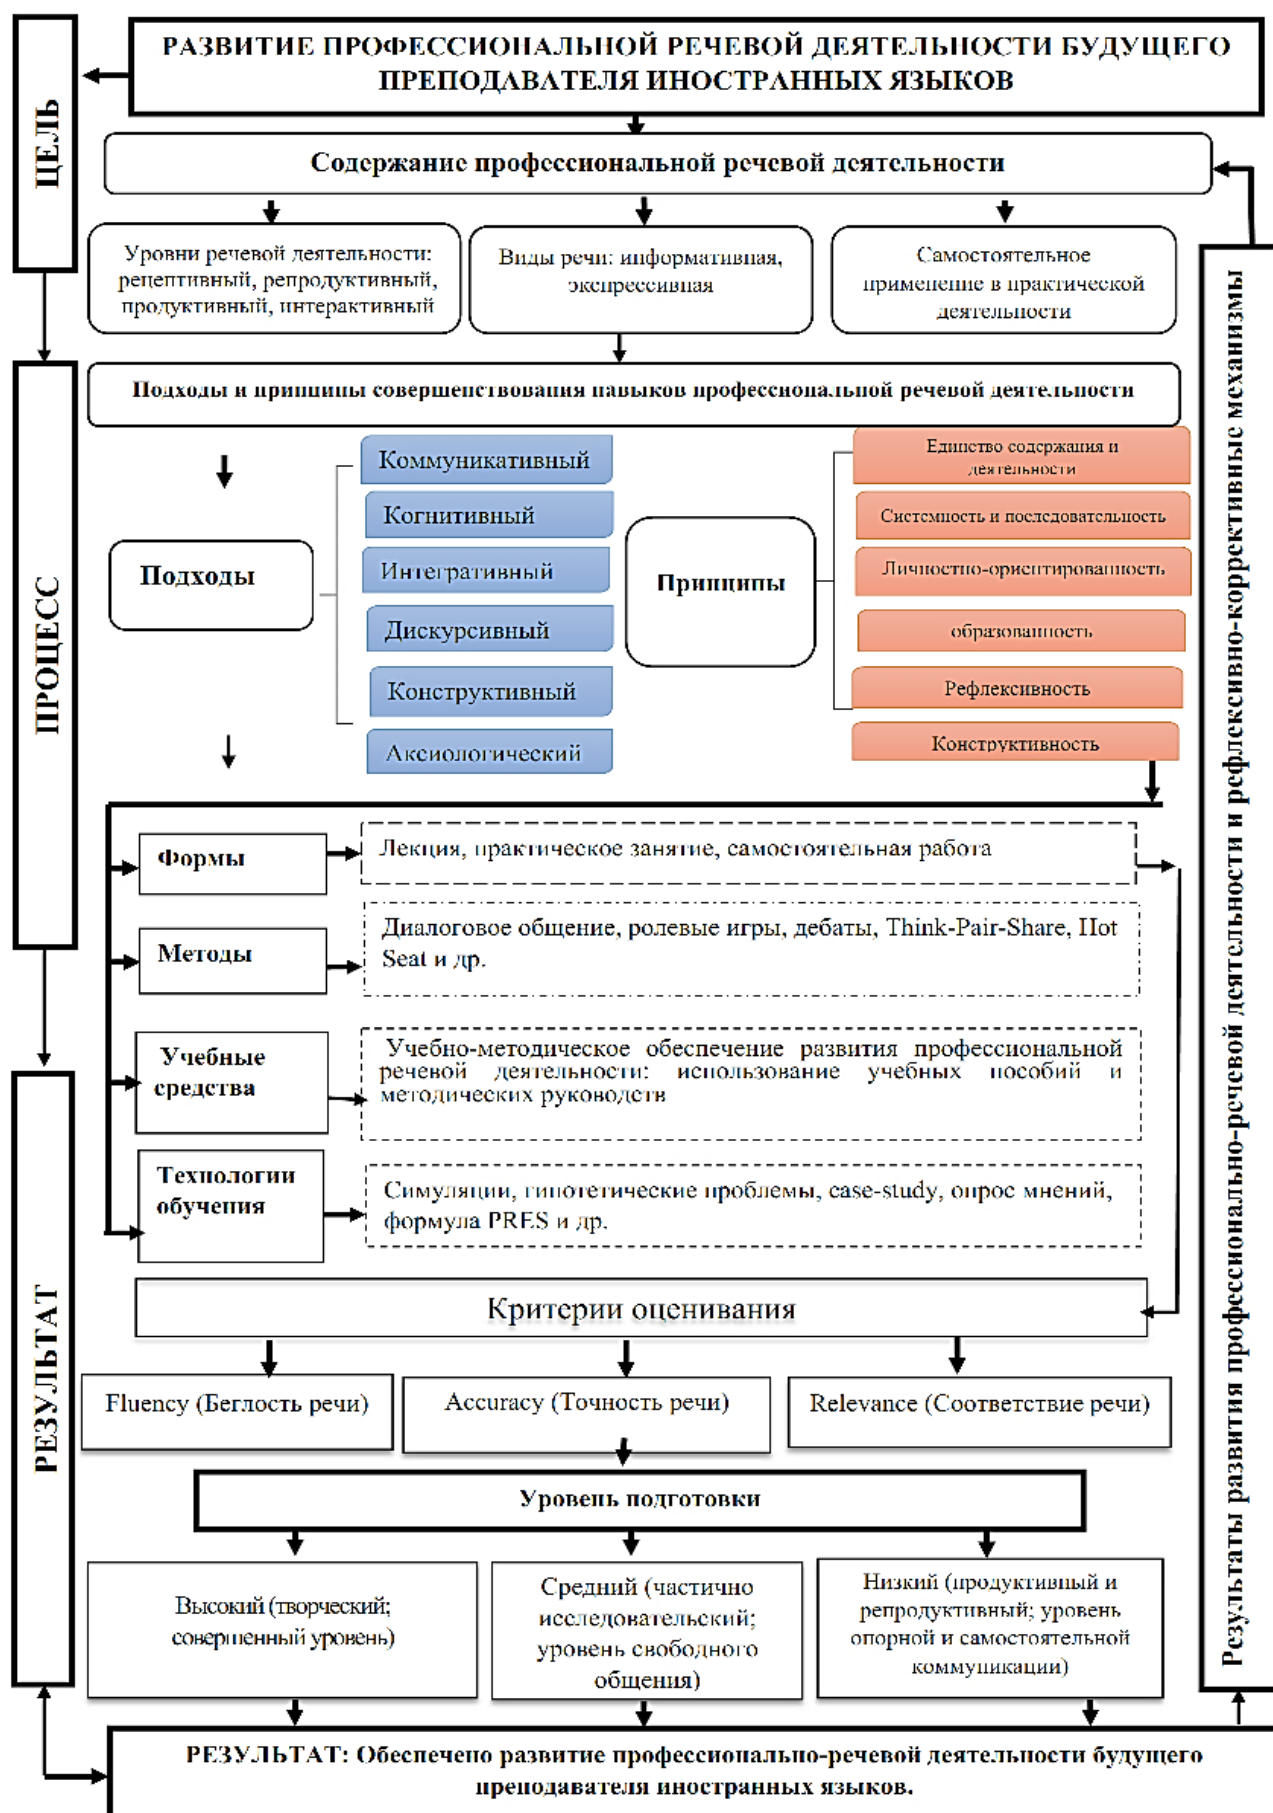 РАЗВИТИЕ ПРОФЕССИОНАЛЬНОЙ РЕЧЕВОЙ ДЕЯТЕЛЬНОСТИ БУДУЩЕГО
ПРЕПОДАВАТЕЛЯ ИНОСТРАННЫХ ЯЗЫКОВ
ЦЕЛЬ
Содержание профессиональной речевой деятельности
Уровни речевой деятельности:
рецептивный, репродуктивный,
продуктивный, интерактивный
Виды речи: информативная,
экспрессивная
Самостоятельное
применение в практической
деятельности
ПРОЦЕСС
Подходы и принципы совершенствования навыков профессиональной речевой деятельности
Подходы
Коммуникативный
Когнитивный
Интегративный
Дискурсивный
Конструктивный
Аксиологический
Принципы
Единство содержания и
деятельности
Системность и последовательность
Личностно-ориентированность
образованность
Рефлексивность
Конструктивность
Формы
Лекция, практическое занятие, самостоятельная работа
Методы
Диалоговое общение, ролевые игры, дебаты, Think-Pair-Share, Hot
Seat и др.
Учебные
средства
Учебно-методическое обеспечение развития профессиональной
речевой деятельности: использование учебных пособий и
методических руководств
Технологии
обучения
Симуляции, гипотетические проблемы, case-study, опрос мнений,
формула PRES и др.
РЕЗУЛЬТАТ
Критерии оценивания
Fluency (Беглость речи)
Accuracy (Точность речи)
Relevance (Соответствие речи)
Уровень подготовки
Высокий (творческий;
совершенный уровень)
Средний (частично
исследовательский;
уровень свободного
общения)
Низкий (продуктивный и
репродуктивный; уровень
опорной и самостоятельной
коммуникации)
РЕЗУЛЬТАТ: Обеспечено развитие профессионально-речевой деятельности будущего
преподавателя иностранных языков.
Результаты развития профессионально-речевой деятельности и рефлексивно-коррективные механизмы